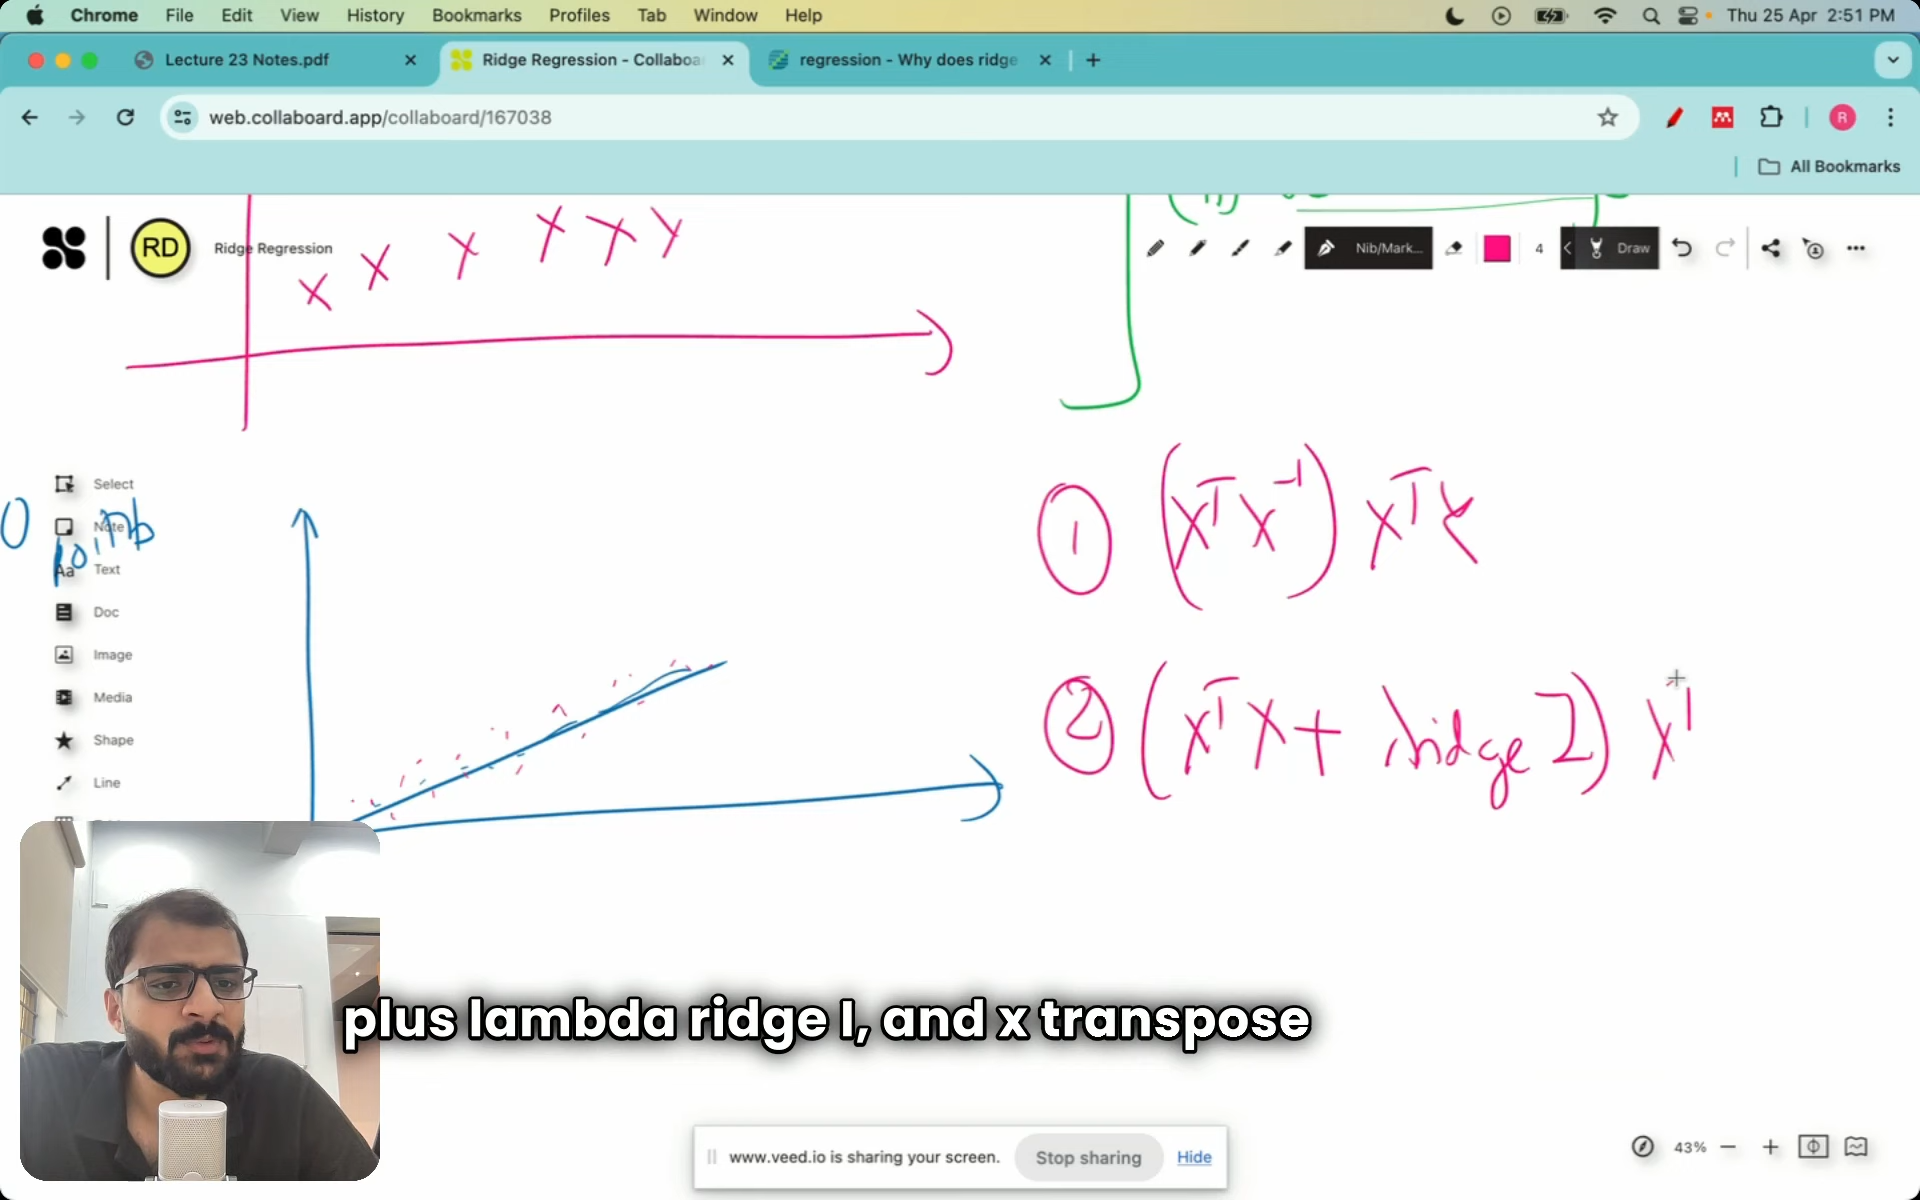 Chrome File Edit View History Bookmarks Profiles Tab Window Help Thu 25 Apr 2:51 PM
Lecture 23 Notes.pdf Ridge Regression - Collaboa regression - Why does ridge
web.collaboard.app/collaboard/167038 R
All Bookmarks
RD Ridge Regression Nib/Mark... 4 Draw
x x x x x x
Select
Note
Text
Doc
Image
Media
Shape
Line
0 points
① (XᵀX⁻¹) XᵀY
② (XᵀX + λridge I) Xᵀ
plus lambda ridge I, and x transpose
www.veed.io is sharing your screen. Stop sharing Hide
43%